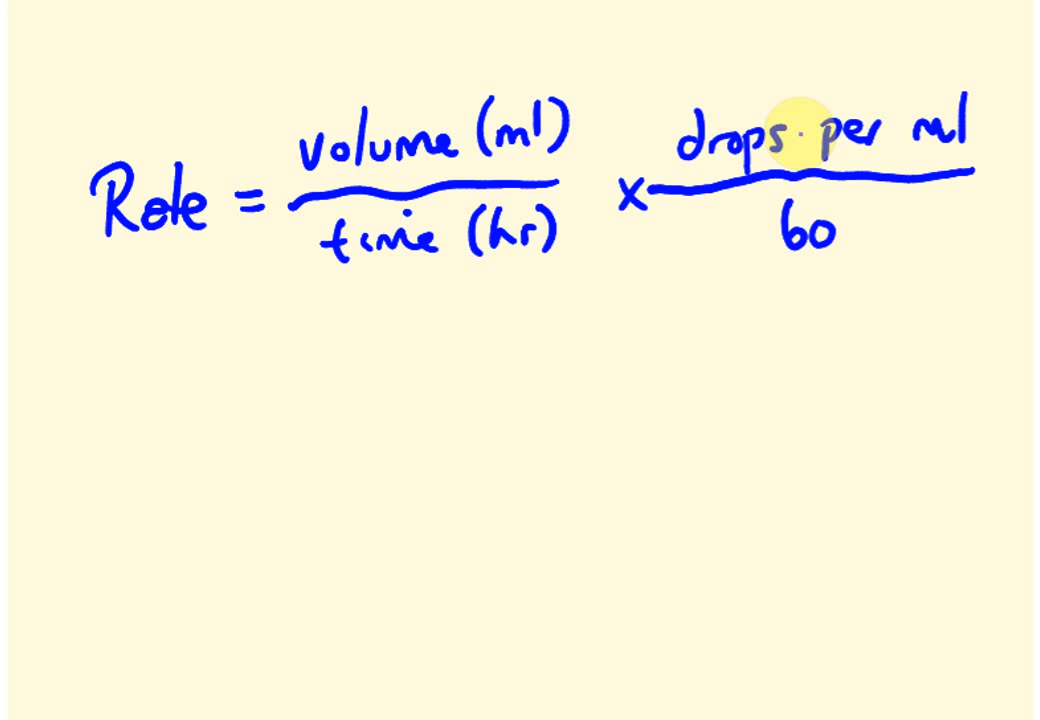 Rate = volume (ml) / time (hr) x drops per ml / 60